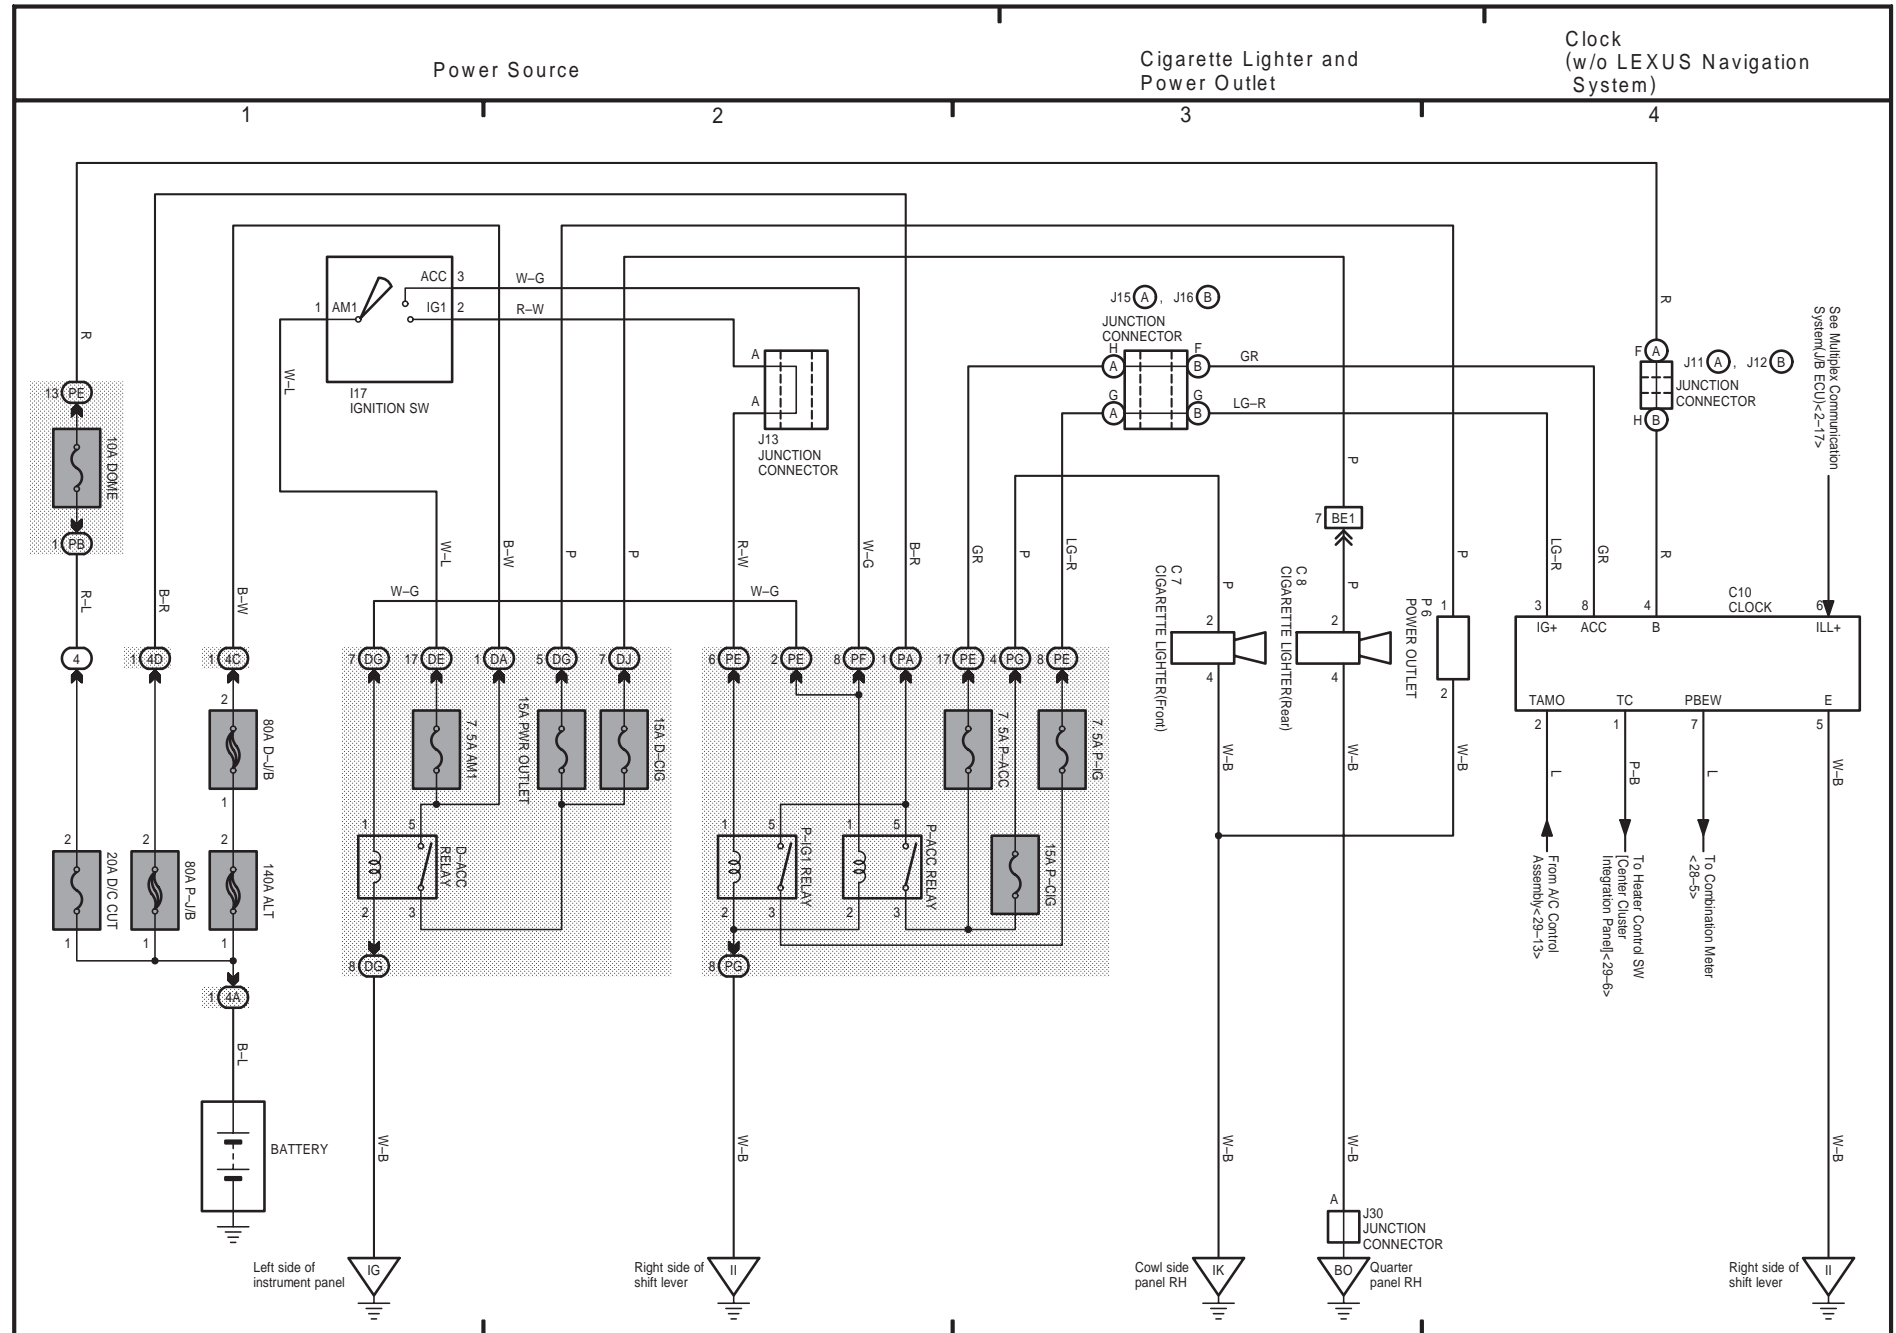 Power Source
Cigarette Lighter and
Power Outlet
Clock
(w/o LEXUS Navigation
System)
1
2
3
4
R
13 PE
10A DOME
1 PB
R–L
4
B–R
1 4D
B–W
1 4C
2
80A D–J/B
1
2
20A D/C CUT
1
2
80A P–J/B
1
2
140A ALT
1
1 4A
B–L
BATTERY
ACC 3
1 AM1
IG1 2
I17
IGNITION SW
W–G
R–W
W–L
W–L
B–W
P
P
W–G
W–G
A
A
J13
JUNCTION
CONNECTOR
R–W
W–G
B–R
GR
P
LG–R
7 DG
17 DE
1 DA
5 DG
7 DJ
7. 5A AM1
15A PWR OUTLET
15A D–CIG
1
5
D–ACC
RELAY
2
3
8 DG
W–B
Left side of
instrument panel
IG
6 PE
2 PE
8 PF
1 PA
17 PE
4 PG
8 PE
7. 5A P–ACC
7. 5A P–IG
1
5
P–IG1 RELAY
2
3
1
5
P–ACC RELAY
2
3
15A P–CIG
8 PG
W–B
Right side of
shift lever
II
J15 A , J16 B
JUNCTION
CONNECTOR
H
A
F
B
GR
G
A
G
B
LG–R
P
7 BE1
P
P
P
C 7
CIGARETTE LIGHTER(Front)
2
4
C 8
CIGARETTE LIGHTER(Rear)
2
4
P 6
POWER OUTLET
1
2
W–B
W–B
W–B
W–B
W–B
A
J30
JUNCTION
CONNECTOR
Cowl side
panel RH
IK
BO
Quarter
panel RH
R
F A
J11 A , J12 B
JUNCTION
CONNECTOR
H B
See Multiplex Communication
System(J/B ECU)<2–17>
LG–R
GR
R
C10
CLOCK
3
8
4
6
IG+
ACC
B
ILL+
TAMO
TC
PBEW
E
2
1
7
5
L
P–B
L
W–B
From A/C Control
Assembly<29–13>
To Heater Control SW
[Center Cluster
Integration Panel]<29–6>
To Combination Meter
<28–5>
W–B
Right side of
shift lever
II